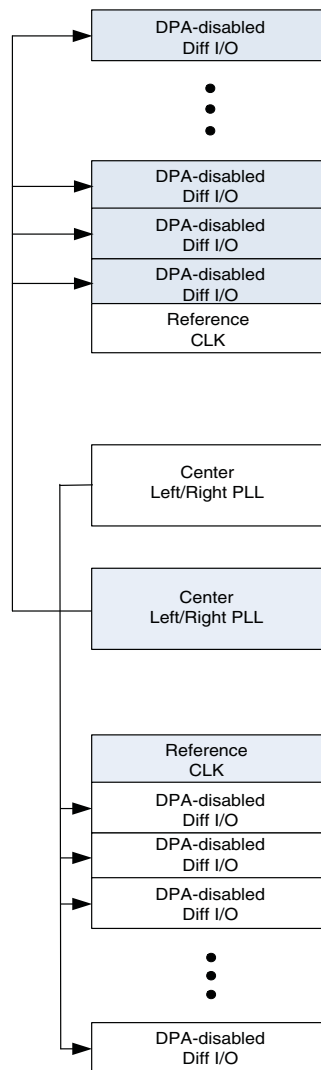 DPA-disabled
Diff I/O
DPA-disabled
Diff I/O
DPA-disabled
Diff I/O
DPA-disabled
Diff I/O
Reference
CLK
Center
Left/Right PLL
Center
Left/Right PLL
Reference
CLK
DPA-disabled
Diff I/O
DPA-disabled
Diff I/O
DPA-disabled
Diff I/O
DPA-disabled
Diff I/O